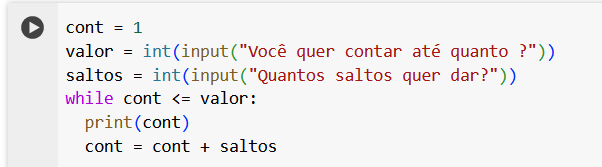 cont = 1
valor = int(input("Você quer contar até quanto ?"))
saltos = int(input("Quantos saltos quer dar?"))
while cont <= valor:
  print(cont)
  cont = cont + saltos